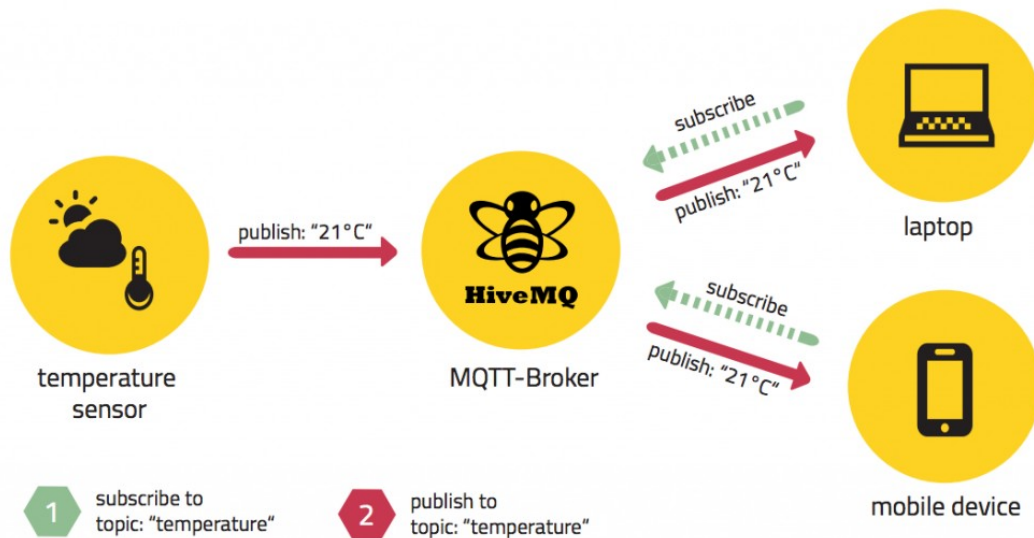 publish: “21°C“
temperature
sensor
HiveMQ
MQTT-Broker
subscribe
publish: “21°C“
laptop
subscribe
publish: “21°C“
mobile device
1
subscribe to
topic: “temperature“
2
publish to
topic: “temperature“